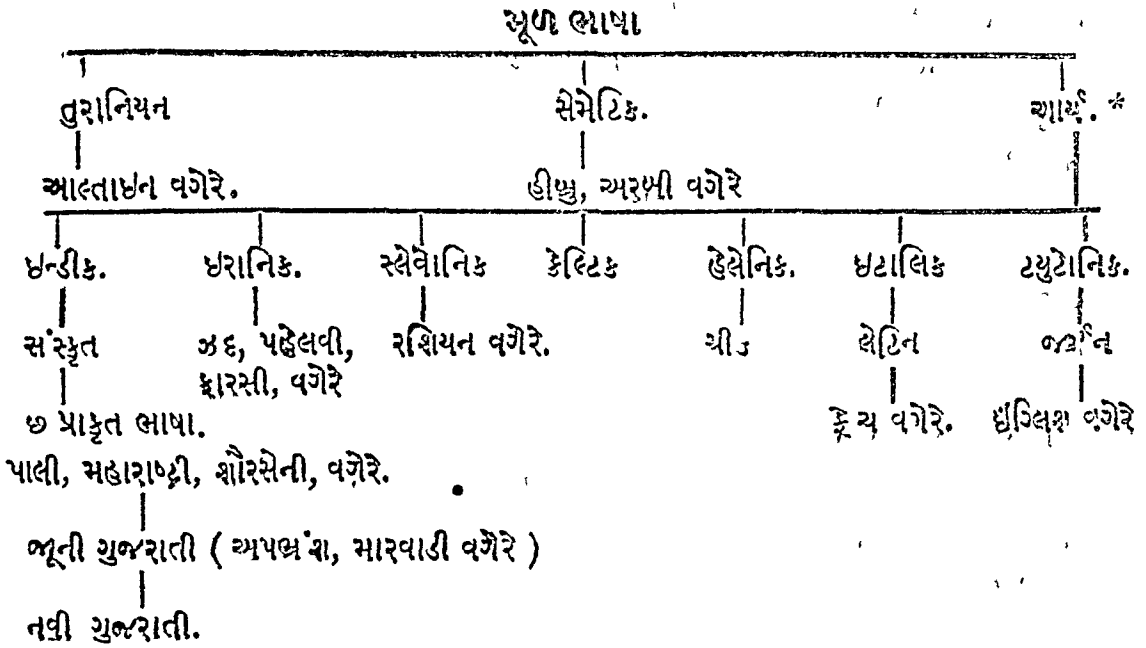 મૂળ ભાષા
તુરાનિયન સેમેટિક. આર્ય. *
આલ્તાઇન વગેરે. હીબ્રુ, અરબ્બી વગેરે
ઇન્ડીક. ઇરાનિક. સ્લેવોનિક કેલ્ટિક હેલેનિક. ઇટાલિક ટયુટોનિક.
સંસ્કૃત ઝંદ, પહેલવી, રશિયન વગેરે. ગ્રીક લેટિન જર્મન
ફારસી, વગેરે
છ પ્રાકૃત ભાષા. ફ્રેંચ વગેરે. ઇંગ્લિશ વગેરે
પાલી, મહારાષ્ટ્રી, શૌરસેની, વગેરે.
જૂની ગુજરાતી ( અપભ્રંશ, મારવાડી વગેરે )
નવી ગુજરાતી.